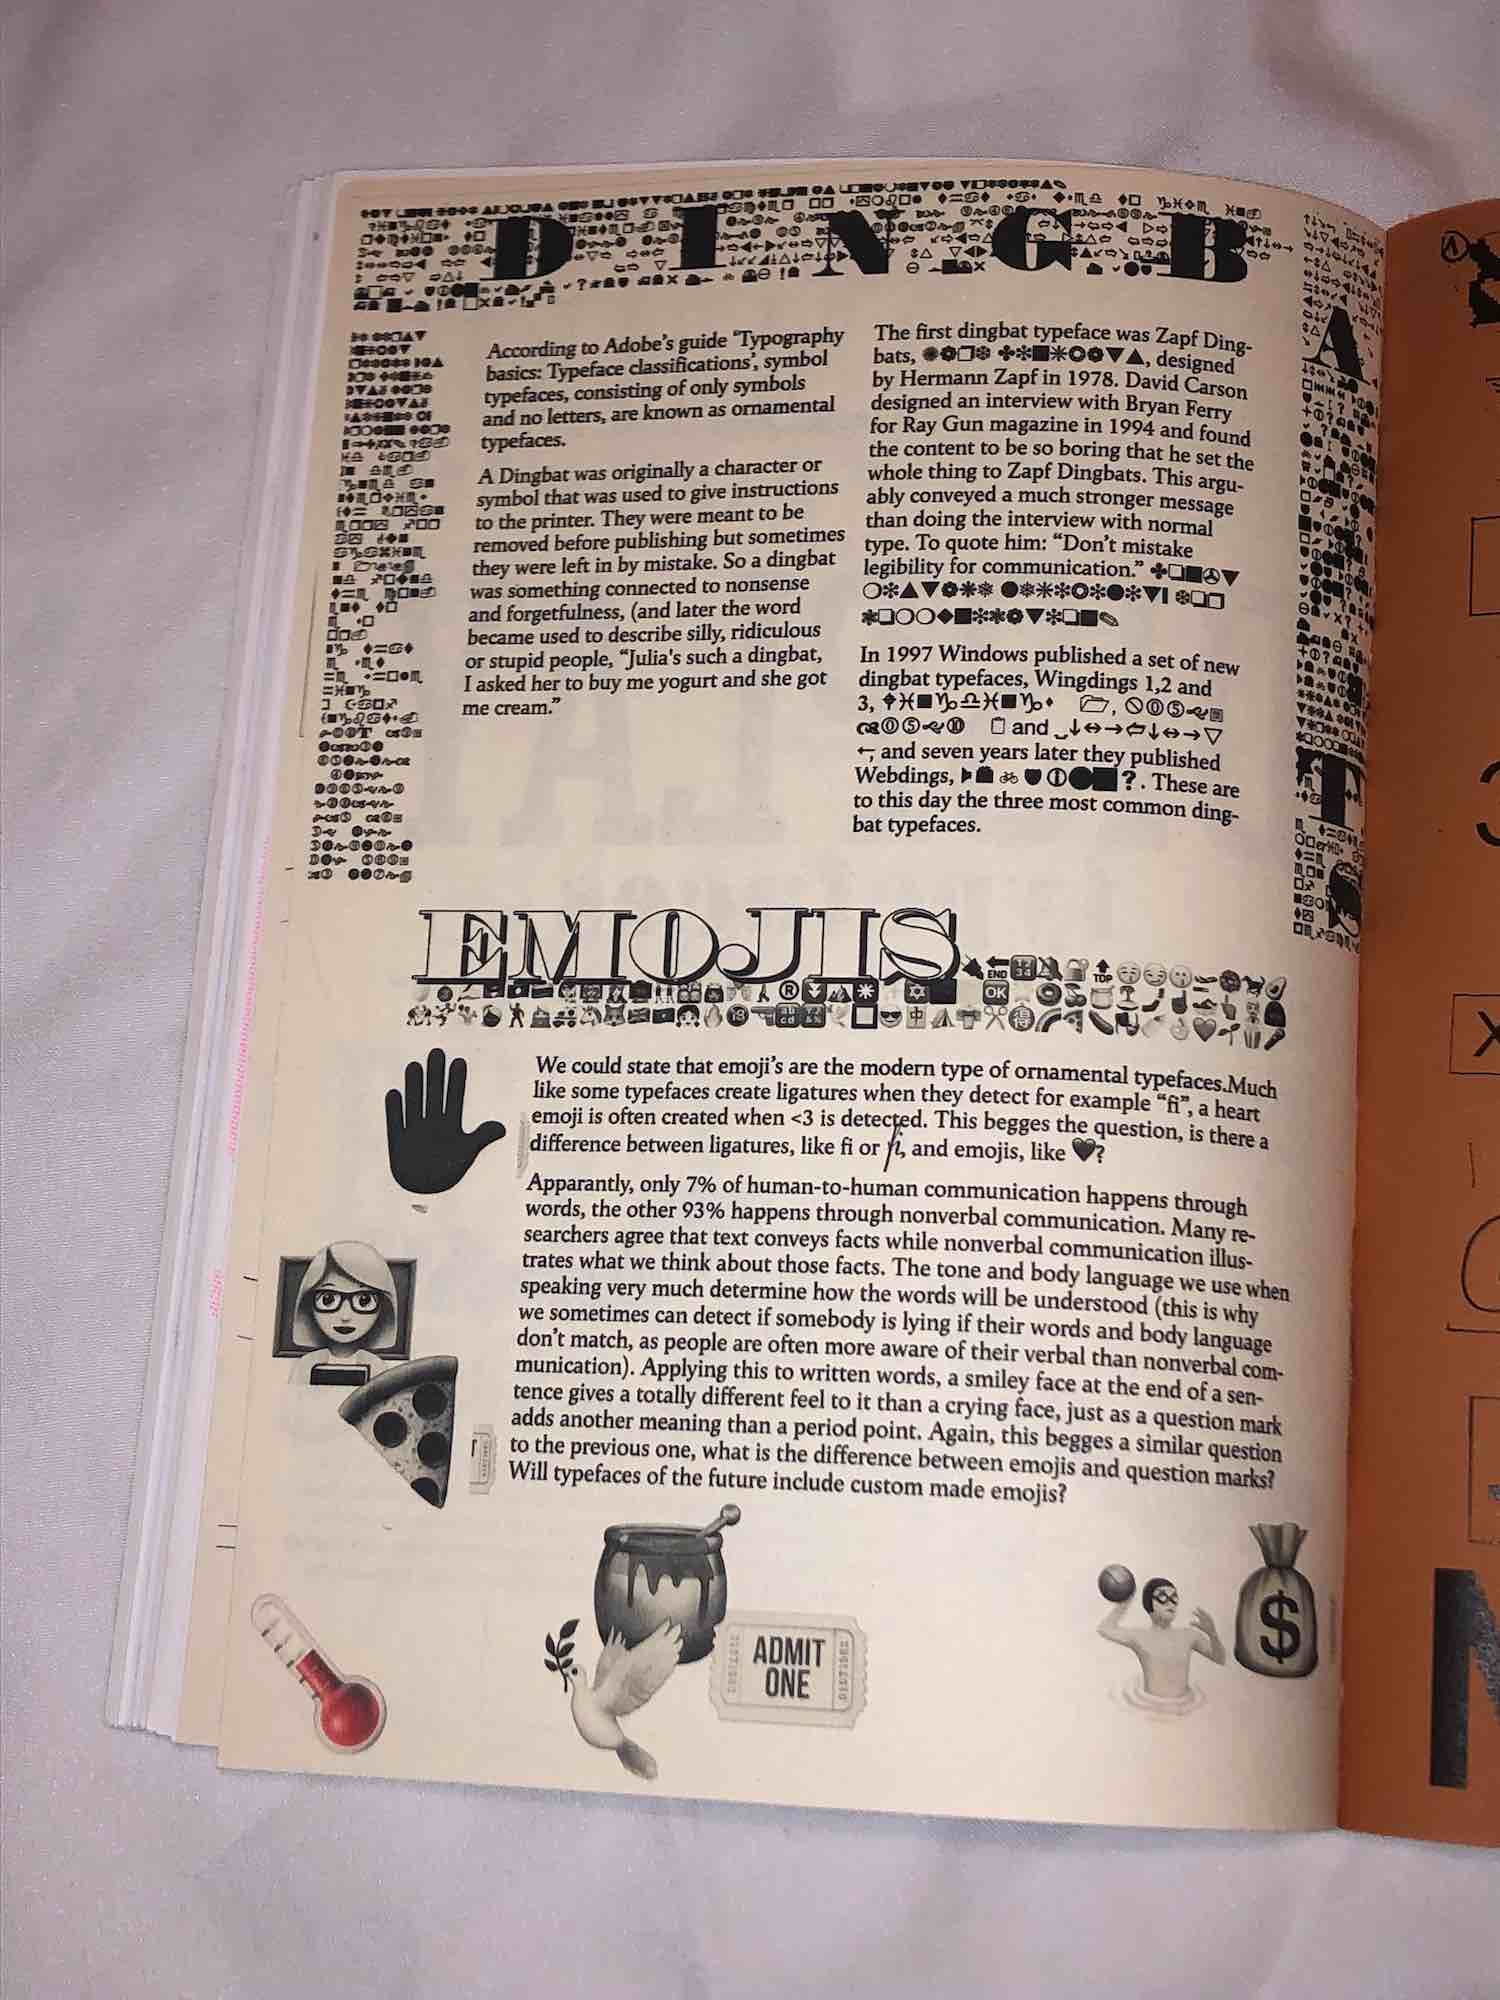 DINGB
A
T
S
According to Adobe's guide 'Typography
basics: Typeface classifications', symbol
typefaces, consisting of only symbols
and no letters, are known as ornamental
typefaces.
A Dingbat was originally a character or
symbol that was used to give instructions
to the printer. They were meant to be
removed before publishing but sometimes
they were left in by mistake. So a dingbat
was something connected to nonsense
and forgetfulness, (and later the word
became used to describe silly, ridiculous
or stupid people, “Julia's such a dingbat,
I asked her to buy me yogurt and she got
me cream.”
The first dingbat typeface was Zapf Ding-
bats, ✺❁❐❆ ✤❉■❇❂❁▼▲, designed
by Hermann Zapf in 1978. David Carson
designed an interview with Bryan Ferry
for Ray Gun magazine in 1994 and found
the content to be so boring that he set the
whole thing to Zapf Dingbats. This argu-
ably conveyed a much stronger message
than doing the interview with normal
type. To quote him: “Don't mistake
legibility for communication.”
In 1997 Windows published a set of new
dingbat typefaces, Wingdings 1,2 and
3,
and
, and seven years later they published
Webdings, . These are
to this day the three most common ding-
bat typefaces.
EMOJIS
END
TOP
OK
We could state that emoji's are the modern type of ornamental typefaces.Much
like some typefaces create ligatures when they detect for example “fi”, a heart
emoji is often created when <3 is detected. This begges the question, is there a
difference between ligatures, like fi or fi, and emojis, like 🖤?
Apparantly, only 7% of human-to-human communication happens through
words, the other 93% happens through nonverbal communication. Many re-
searchers agree that text conveys facts while nonverbal communication illus-
trates what we think about those facts. The tone and body language we use when
speaking very much determine how the words will be understood (this is why
we sometimes can detect if somebody is lying if their words and body language
don't match, as people are often more aware of their verbal than nonverbal com-
munication). Applying this to written words, a smiley face at the end of a sen-
tence gives a totally different feel to it than a crying face, just as a question mark
adds another meaning than a period point. Again, this begges a similar question
to the previous one, what is the difference between emojis and question marks?
Will typefaces of the future include custom made emojis?
ADMIT
ONE
$